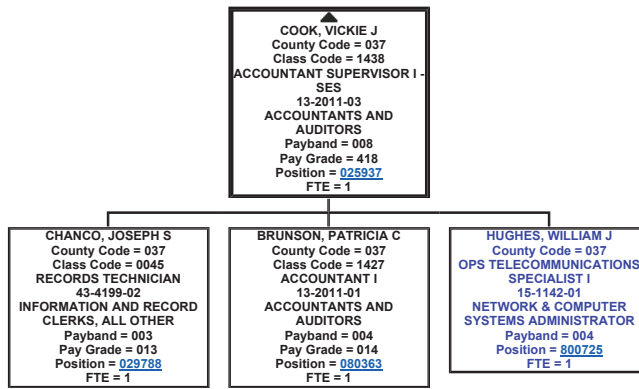 COOK, VICKIE J
County Code = 037
Class Code = 1438
ACCOUNTANT SUPERVISOR I -
SES
13-2011-03
ACCOUNTANTS AND
AUDITORS
Payband = 008
Pay Grade = 418
Position = 025937
FTE = 1
CHANCO, JOSEPH S
County Code = 037
Class Code = 0045
RECORDS TECHNICIAN
43-4199-02
INFORMATION AND RECORD
CLERKS, ALL OTHER
Payband = 003
Pay Grade = 013
Position = 029788
FTE = 1
BRUNSON, PATRICIA C
County Code = 037
Class Code = 1427
ACCOUNTANT I
13-2011-01
ACCOUNTANTS AND
AUDITORS
Payband = 004
Pay Grade = 014
Position = 080363
FTE = 1
HUGHES, WILLIAM J
County Code = 037
OPS TELECOMMUNICATIONS
SPECIALIST I
15-1142-01
NETWORK & COMPUTER
SYSTEMS ADMINISTRATOR
Payband = 004
Position = 800725
FTE = 1